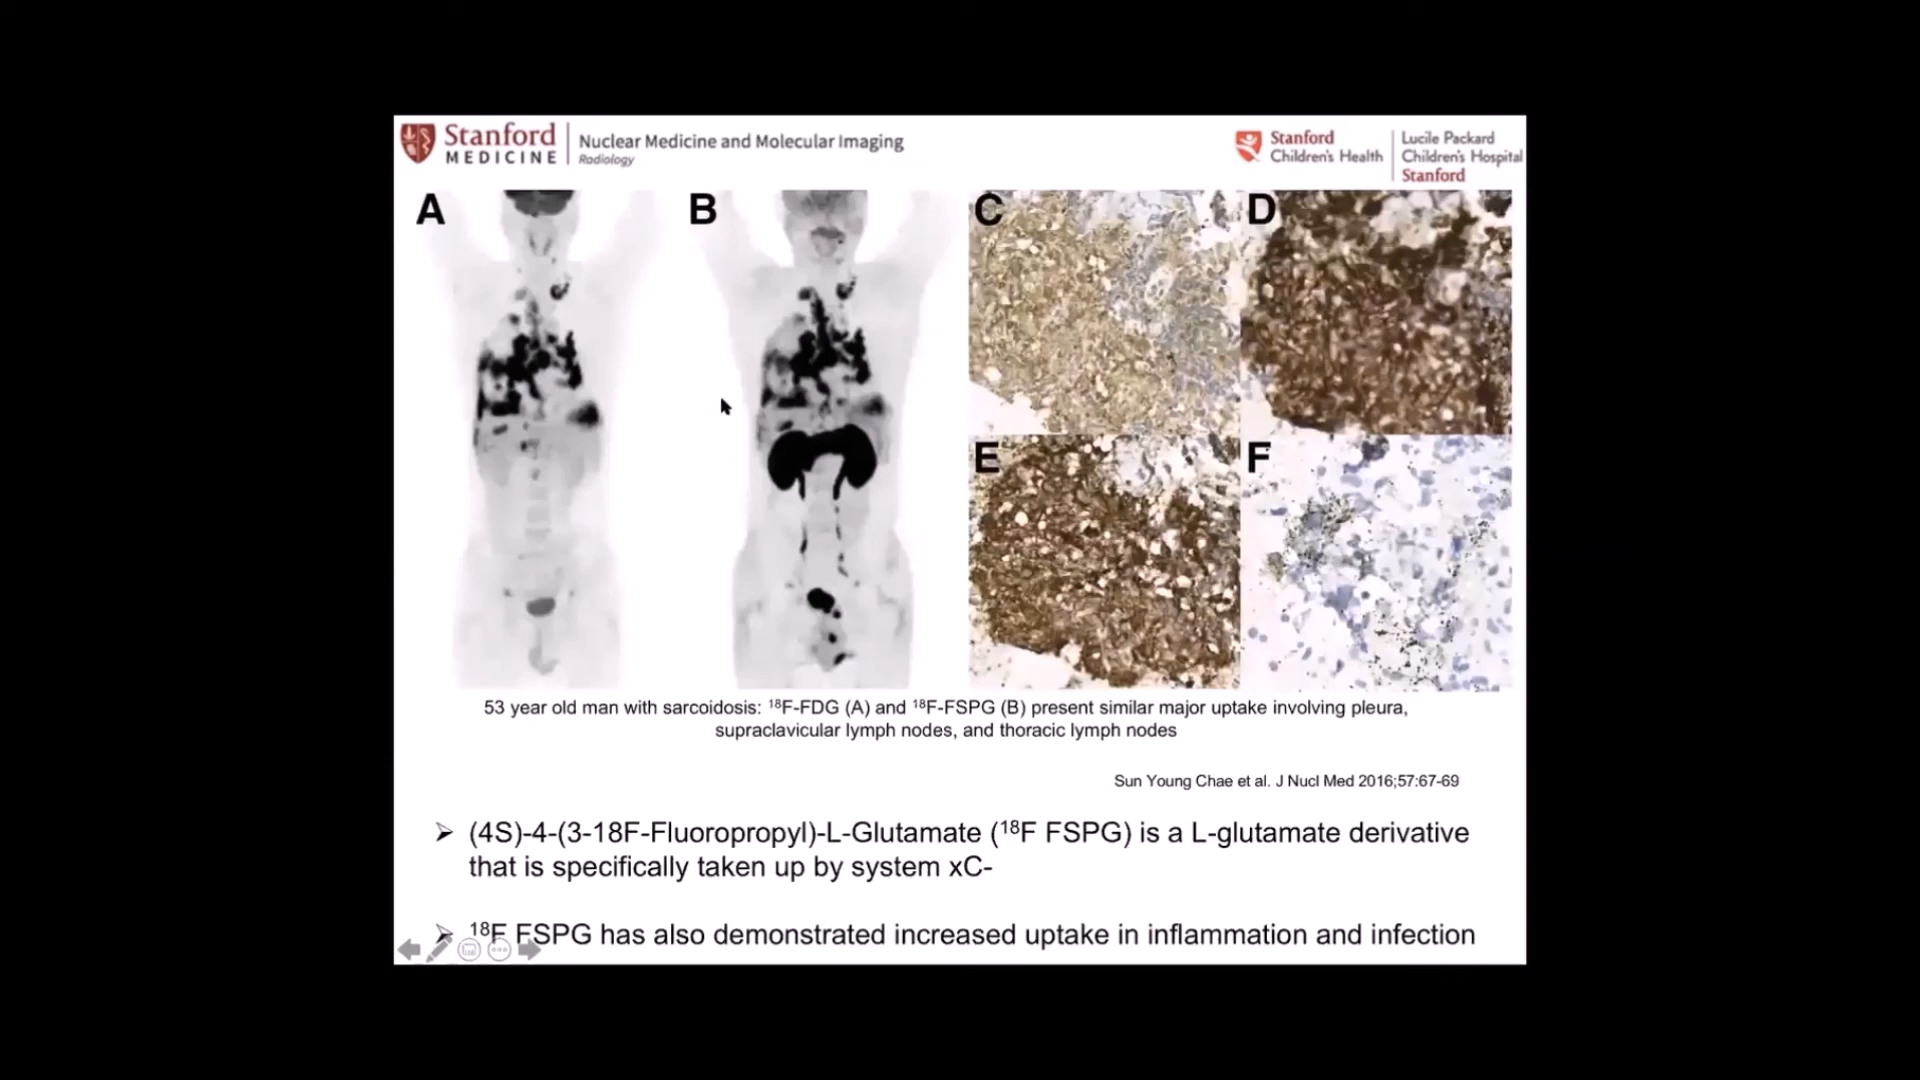 Stanford
MEDICINE
Nuclear Medicine and Molecular Imaging
Radiology
Stanford
Children's Health
Lucile Packard
Children's Hospital
Stanford
A
B
C
D
E
F
53 year old man with sarcoidosis: ¹⁸F-FDG (A) and ¹⁸F-FSPG (B) present similar major uptake involving pleura,
supraclavicular lymph nodes, and thoracic lymph nodes
Sun Young Chae et al. J Nucl Med 2016;57:67-69
➢ (4S)-4-(3-18F-Fluoropropyl)-L-Glutamate (¹⁸F FSPG) is a L-glutamate derivative
that is specifically taken up by system xC-
➢ ¹⁸F FSPG has also demonstrated increased uptake in inflammation and infection